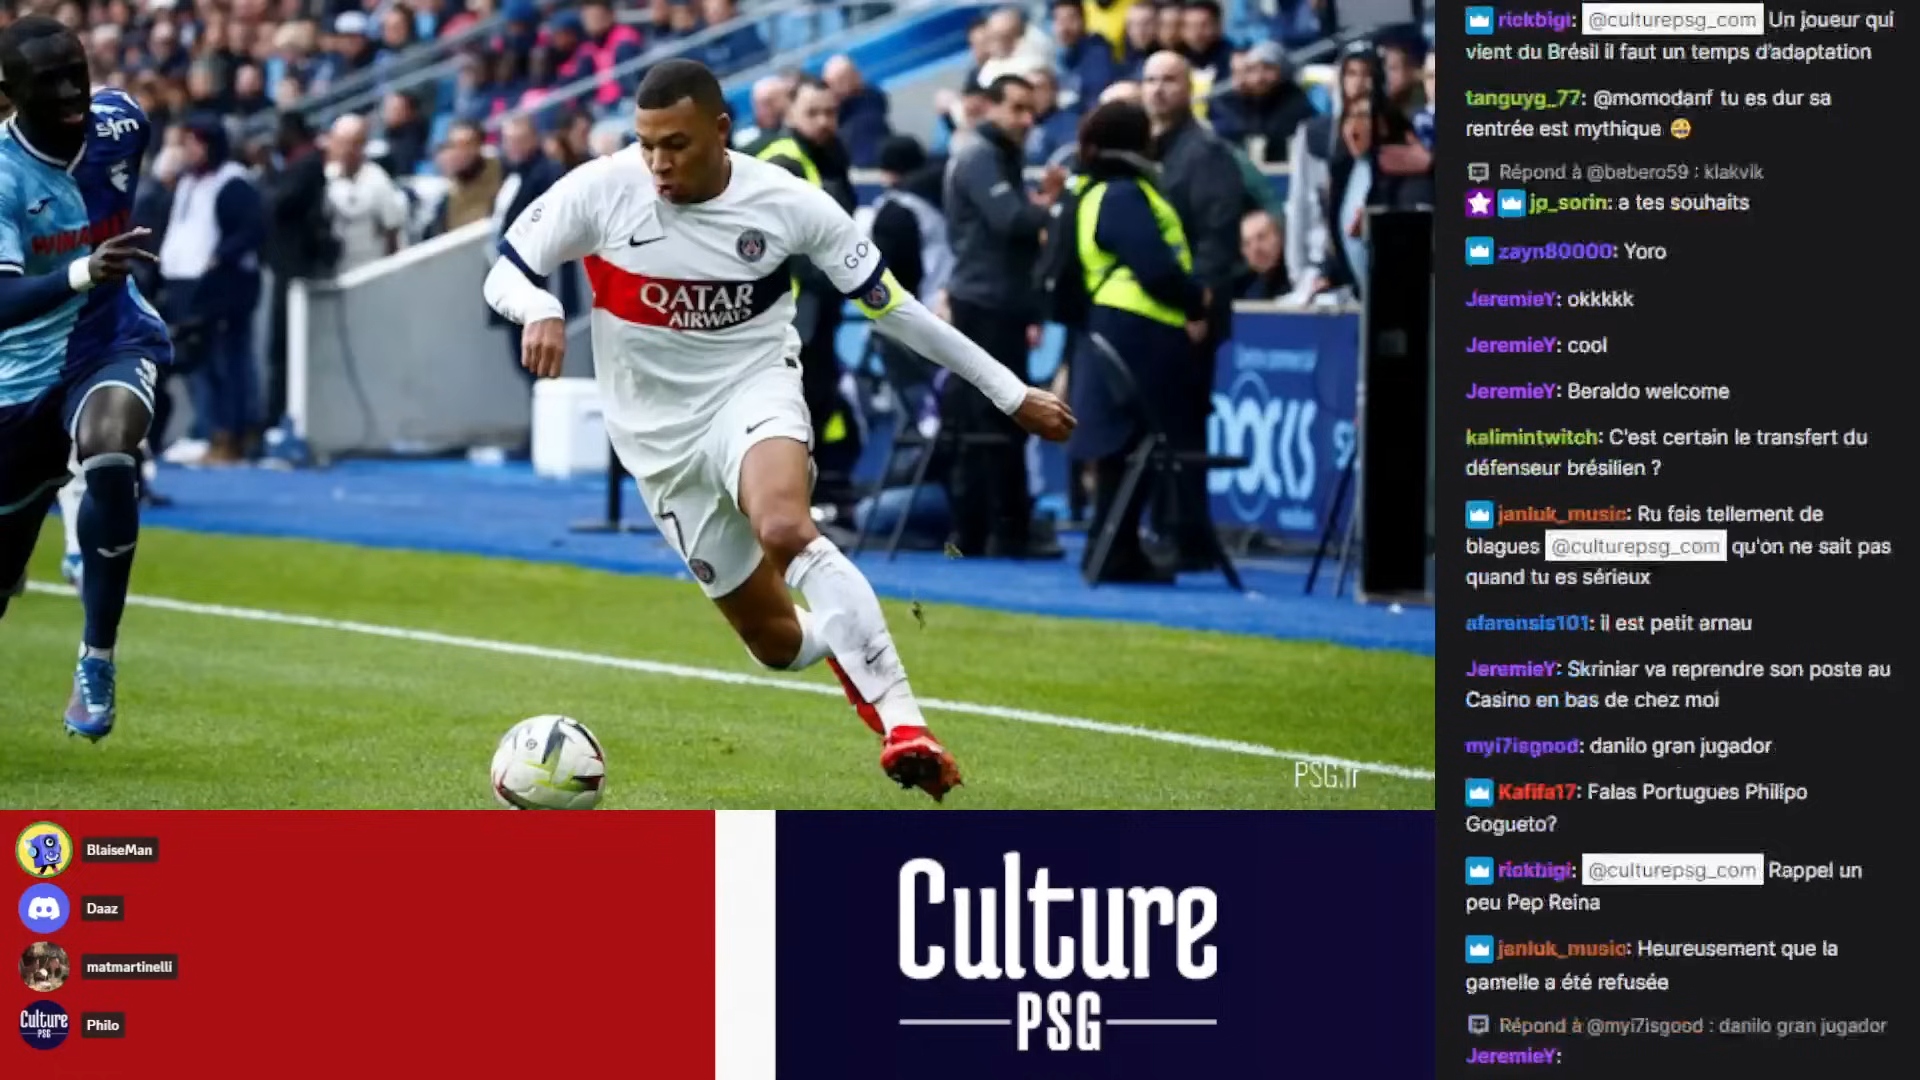 sjm
WINAMAX
GO
QATAR
AIRWAYS
7
PSG.fr
BlaiseMan
Daaz
matmartinelli
Culture
PSG
Philo
Culture
PSG
rickbigi: @culturepsg_com Un joueur qui
vient du Brésil il faut un temps d'adaptation
tanguyg_77: @momodanf tu es dur sa
rentrée est mythique 😄
Répond à @bebero59 : klakvik
jp_sorin: a tes souhaits
zayn80000: Yoro
JeremieY: okkkkk
JeremieY: cool
JeremieY: Beraldo welcome
kalimintwitch: C'est certain le transfert du
défenseur brésilien ?
janluk_music: Ru fais tellement de
blagues @culturepsg_com qu'on ne sait pas
quand tu es sérieux
afarensis101: il est petit arnau
JeremieY: Skriniar va reprendre son poste au
Casino en bas de chez moi
myi7isgood: danilo gran jugador
Kafifa17: Falas Portugues Philipo
Gogueto?
rickbigi: @culturepsg_com Rappel un
peu Pep Reina
janluk_music: Heureusement que la
gamelle a été refusée
Répond à @myi7isgood : danilo gran jugador
JeremieY: